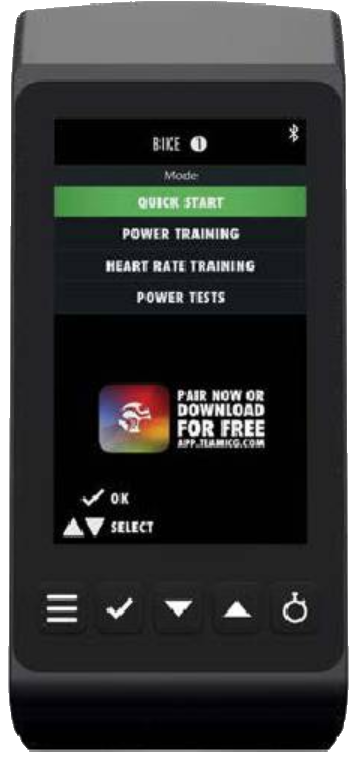 BIKE 1
Mode
QUICK START
POWER TRAINING
HEART RATE TRAINING
POWER TESTS
PAIR NOW OR
DOWNLOAD
FOR FREE
APP.TEAMICG.COM
OK
SELECT